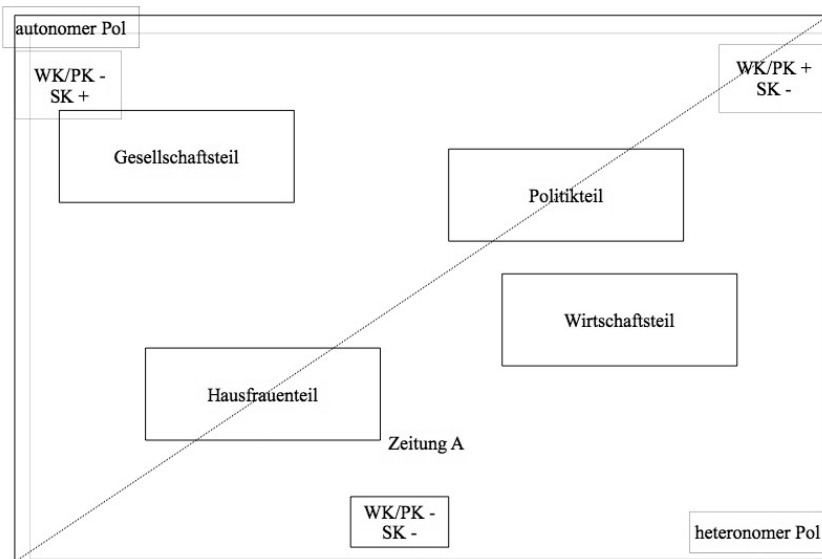 autonomer Pol
WK/PK -
SK +
WK/PK +
SK -
Gesellschaftsteil
Politikteil
Wirtschaftsteil
Hausfrauenteil
Zeitung A
WK/PK -
SK -
heteronomer Pol